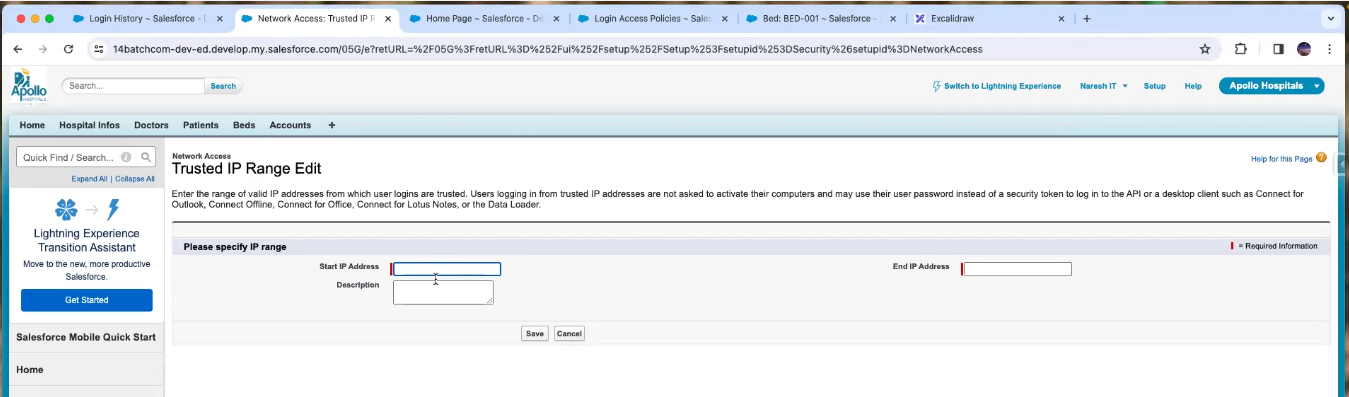 Login History ~ Salesforce - D
Network Access: Trusted IP R
Home Page ~ Salesforce - De
Login Access Policies ~ Sales
Bed: BED-001 ~ Salesforce -
Excalidraw
14batchcom-dev-ed.develop.my.salesforce.com/05G/e?retURL=%2F05G%3FretURL%3D%252Fui%252Fsetup%252FSetup%253Fsetupid%253DSecurity%26setupid%3DNetworkAccess
Apollo
HOSPITALS
Search...
Search
Switch to Lightning Experience
Naresh IT
Setup
Help
Apollo Hospitals
Home
Hospital Infos
Doctors
Patients
Beds
Accounts
+
Quick Find / Search...
Expand All | Collapse All
Lightning Experience
Transition Assistant
Move to the new, more productive
Salesforce.
Get Started
Salesforce Mobile Quick Start
Home
Network Access
Trusted IP Range Edit
Help for this Page
Enter the range of valid IP addresses from which user logins are trusted. Users logging in from trusted IP addresses are not asked to activate their computers and may use their user password instead of a security token to log in to the API or a desktop client such as Connect for
Outlook, Connect Offline, Connect for Office, Connect for Lotus Notes, or the Data Loader.
Please specify IP range
= Required Information
Start IP Address
End IP Address
Description
Save
Cancel